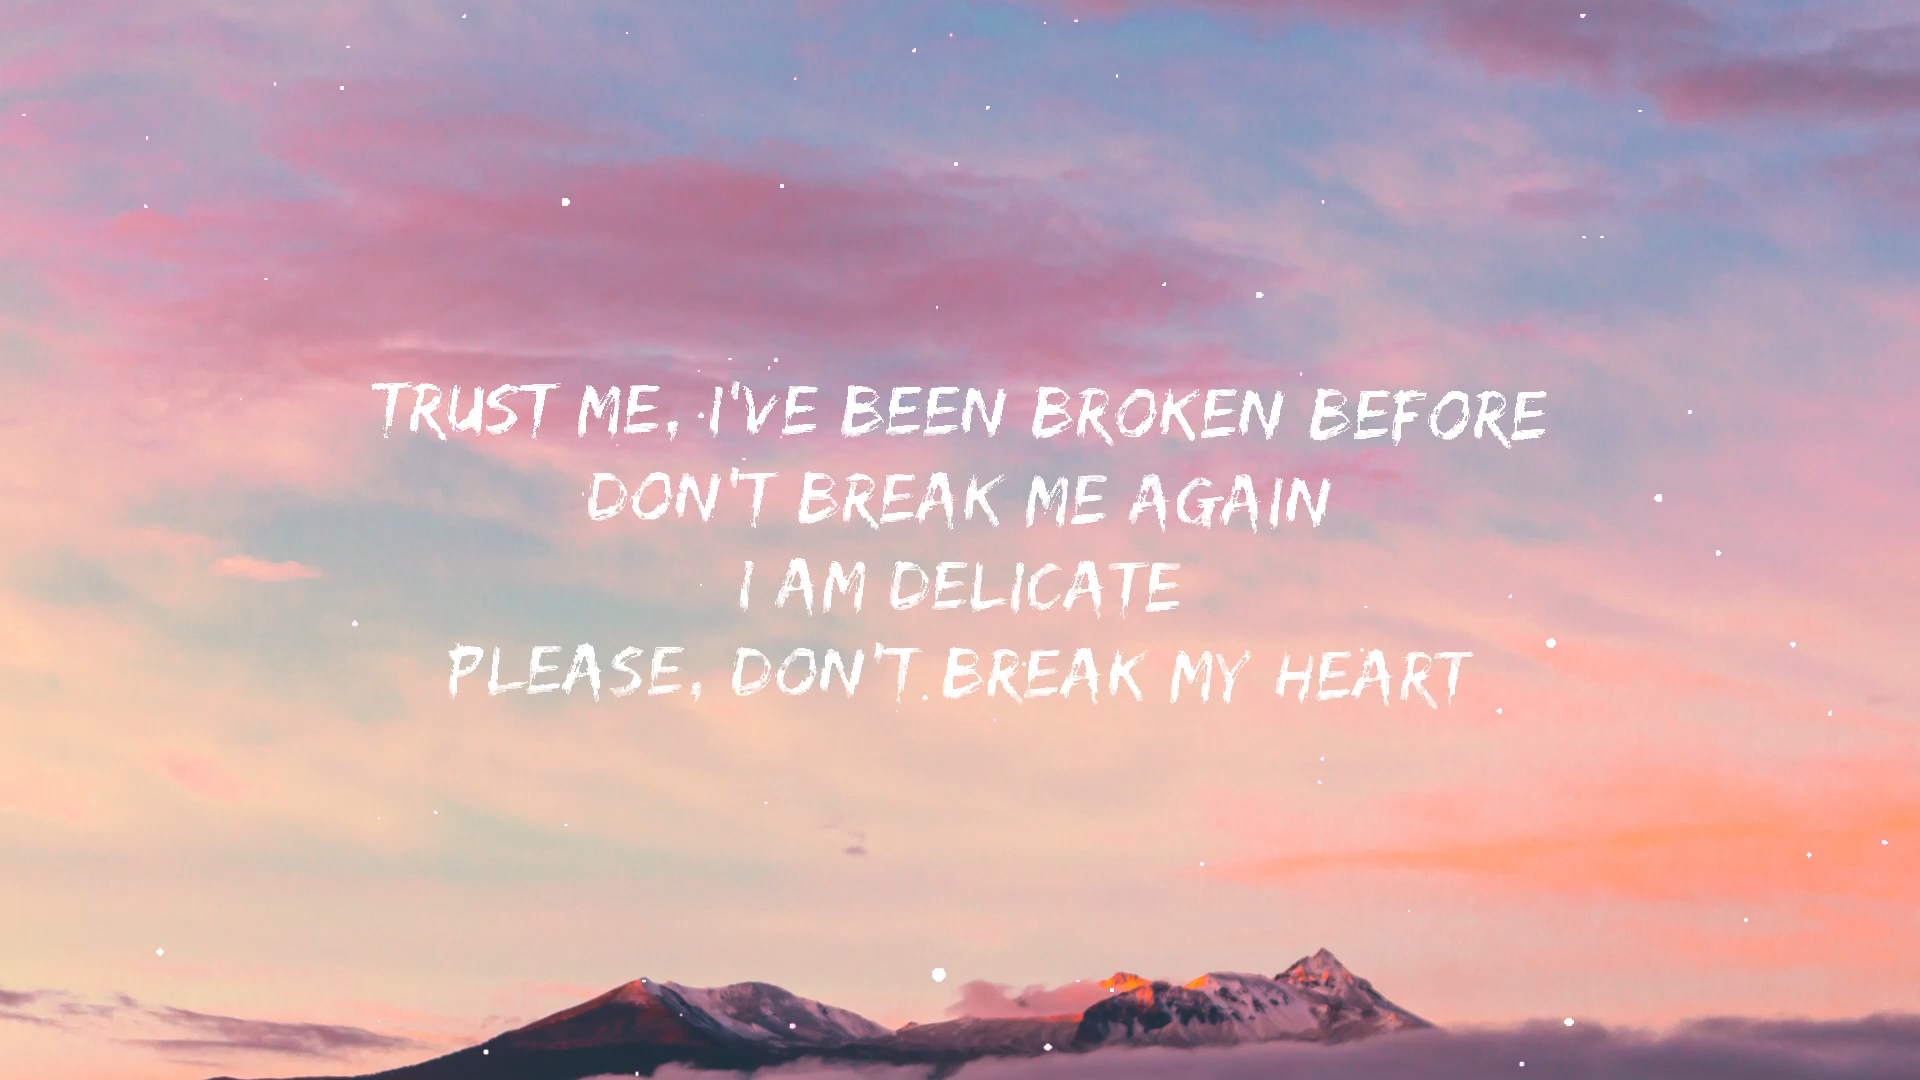 TRUST ME, I'VE BEEN BROKEN BEFORE
DON'T BREAK ME AGAIN
I AM DELICATE
PLEASE, DON'T BREAK MY HEART